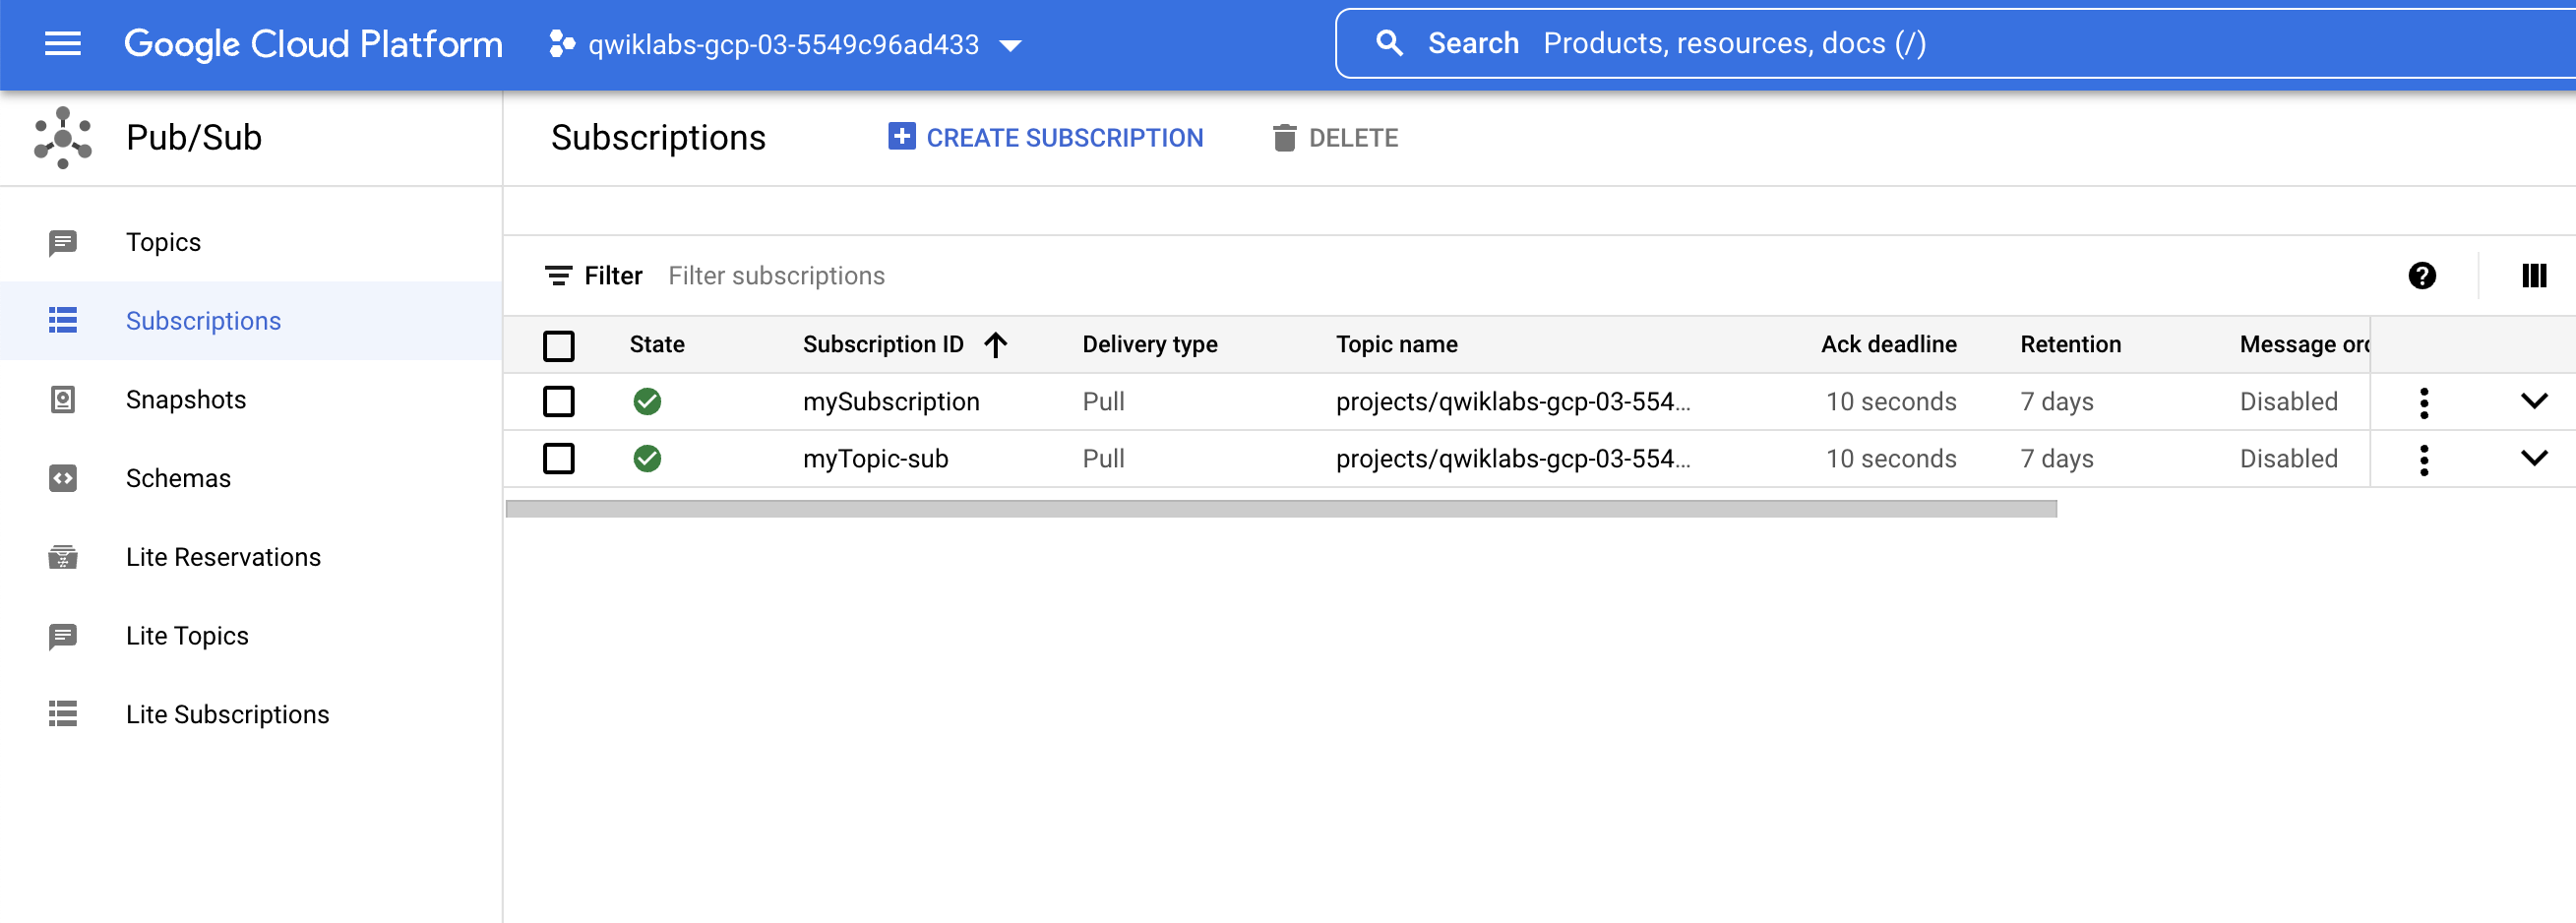 Google Cloud Platform qwiklabs-gcp-03-5549c96ad433 Search Products, resources, docs (/)
Pub/Sub
Subscriptions CREATE SUBSCRIPTION DELETE
Topics
Subscriptions
Snapshots
Schemas
Lite Reservations
Lite Topics
Lite Subscriptions
Filter Filter subscriptions
State Subscription ID Delivery type Topic name Ack deadline Retention Message ord
mySubscription Pull projects/qwiklabs-gcp-03-554... 10 seconds 7 days Disabled
myTopic-sub Pull projects/qwiklabs-gcp-03-554... 10 seconds 7 days Disabled